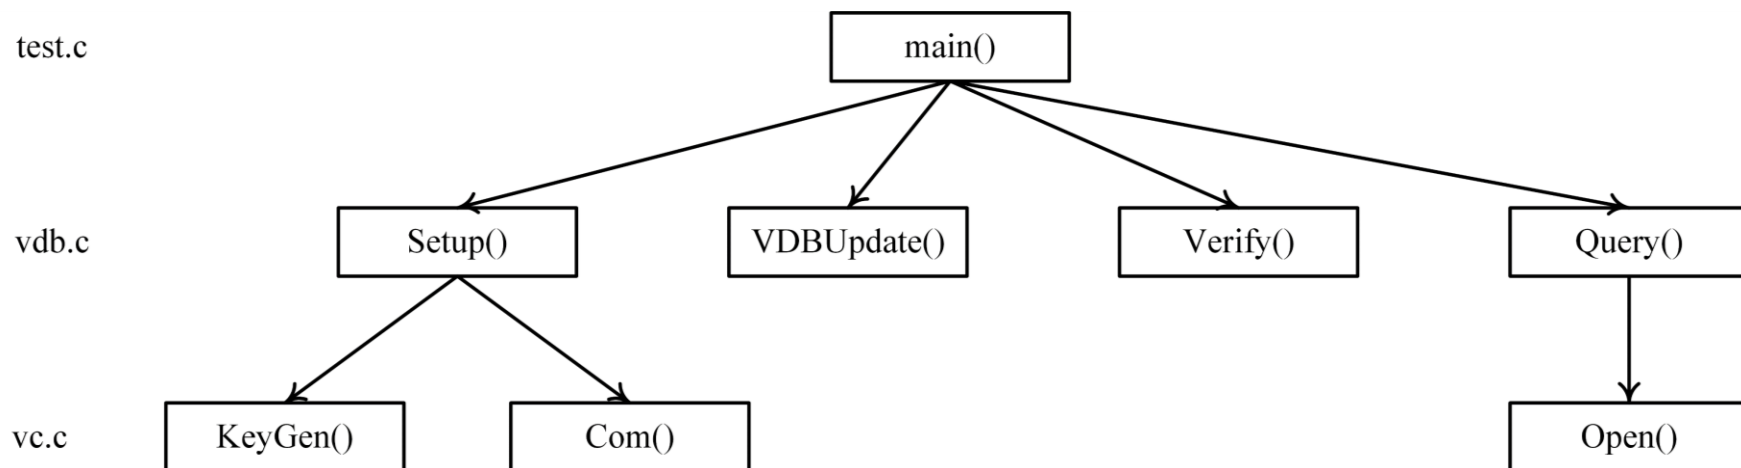 test.c main()
vdb.c Setup() VDBUpdate() Verify() Query()
vc.c KeyGen() Com() Open()